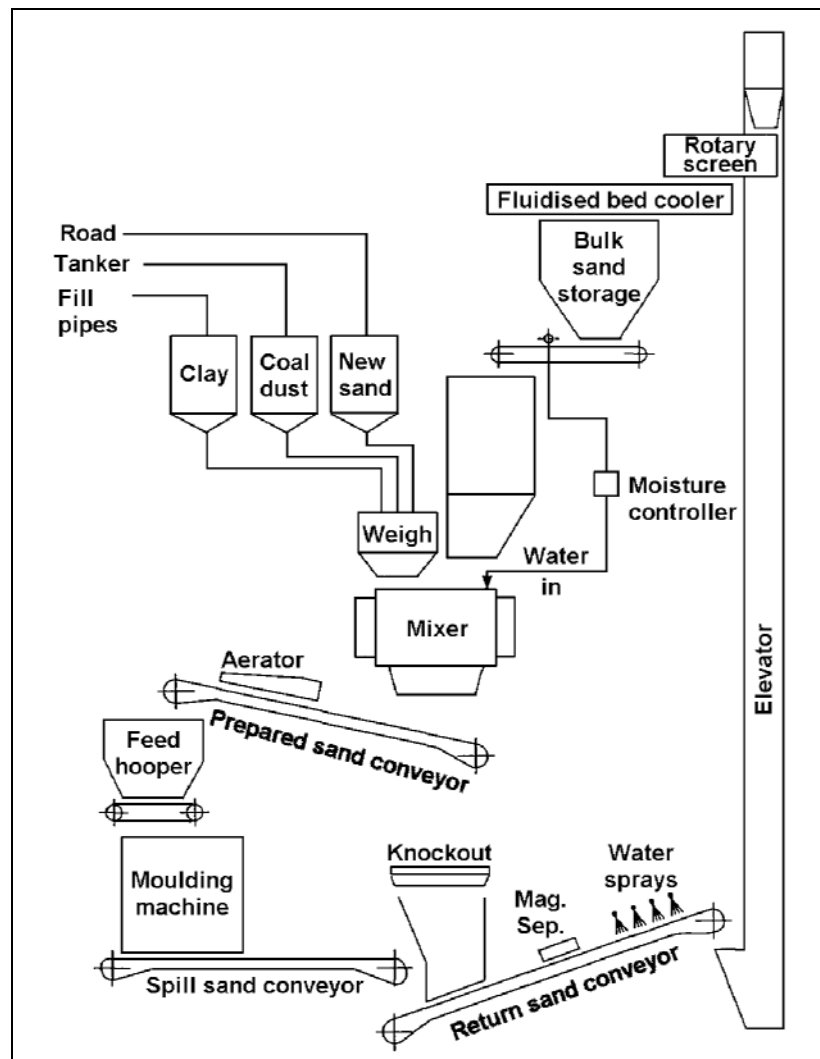 Rotary
screen
Fluidised bed cooler
Bulk
sand
storage
Road
Tanker
Fill
pipes
Clay
Coal
dust
New
sand
Moisture
controller
Weigh
Water
in
Mixer
Elevator
Aerator
Prepared sand conveyor
Feed
hooper
Moulding
machine
Spill sand conveyor
Knockout
Mag.
Sep.
Water
sprays
Return sand conveyor